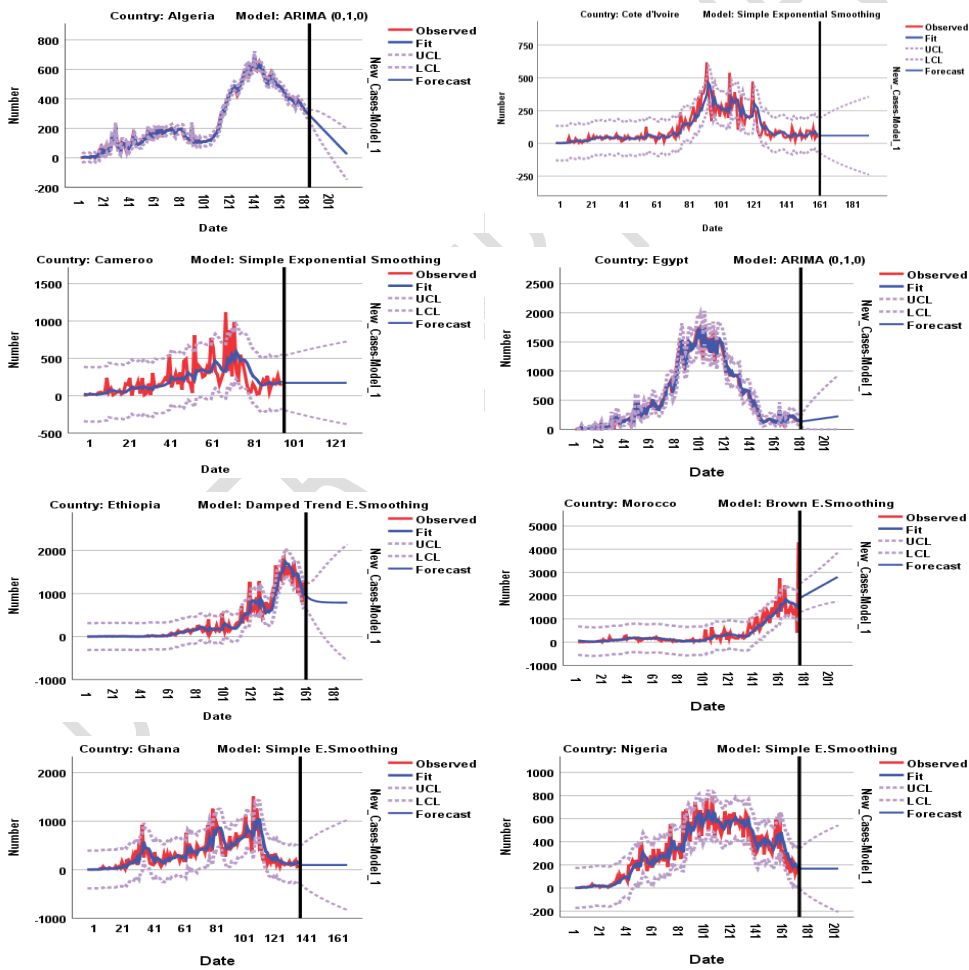 Country: Algeria Model: ARIMA (0,1,0)
800
600
400
200
0
-200
Number
1 21 41 61 81 101 121 141 161 181 201
Date
New_Cases-Model_1
Observed
Fit
UCL
LCL
Forecast
Country: Cote d'Ivoire Model: Simple Exponential Smoothing
750
500
250
0
-250
Number
1 21 41 61 81 101 121 141 161 181
Date
New_Cases-Model_1
Observed
Fit
UCL
LCL
Forecast
Country: Cameroo Model: Simple Exponential Smoothing
1500
1000
500
0
-500
Number
1 21 41 61 81 101 121
Date
New_Cases-Model_1
Observed
Fit
UCL
LCL
Forecast
Country: Egypt Model: ARIMA (0,1,0)
2500
2000
1500
1000
500
0
Number
1 21 41 61 81 101 121 141 161 181 201
Date
New_Cases-Model_1
Observed
Fit
UCL
LCL
Forecast
Country: Ethiopia Model: Damped Trend E.Smoothing
2000
1000
0
-1000
Number
1 21 41 61 81 101 121 141 161 181
Date
New_Cases-Model_1
Observed
Fit
UCL
LCL
Forecast
Country: Morocco Model: Brown E.Smoothing
5000
4000
3000
2000
1000
0
-1000
Number
1 21 41 61 81 101 121 141 161 181 201
Date
New_Cases-Model_1
Observed
Fit
UCL
LCL
Forecast
Country: Ghana Model: Simple E.Smoothing
2000
1000
0
-1000
Number
1 21 41 61 81 101 121 141 161
Date
New_Cases-Model_1
Observed
Fit
UCL
LCL
Forecast
Country: Nigeria Model: Simple E.Smoothing
1000
800
600
400
200
0
-200
Number
1 21 41 61 81 101 121 141 161 181 201
Date
New_Cases-Model_1
Observed
Fit
UCL
LCL
Forecast